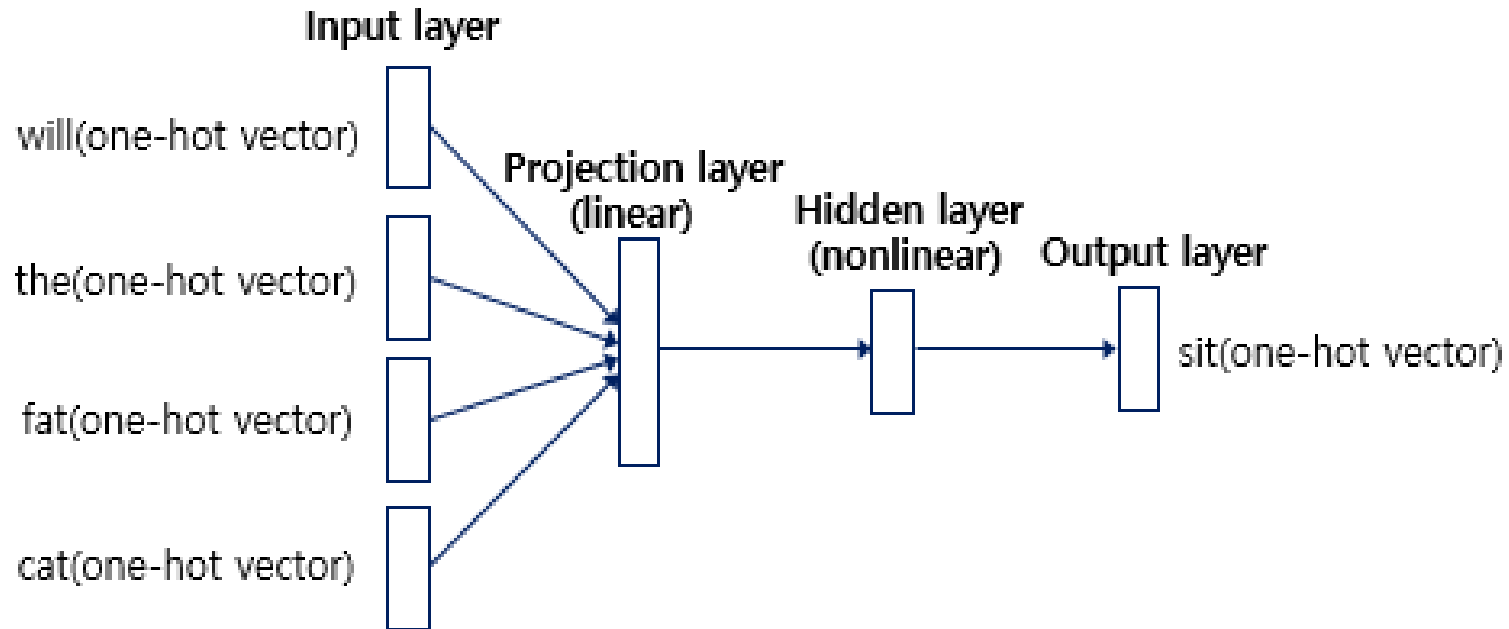 Input layer
will(one-hot vector)
Projection layer
(linear)
Hidden layer
(nonlinear)
Output layer
the(one-hot vector)
sit(one-hot vector)
fat(one-hot vector)
cat(one-hot vector)